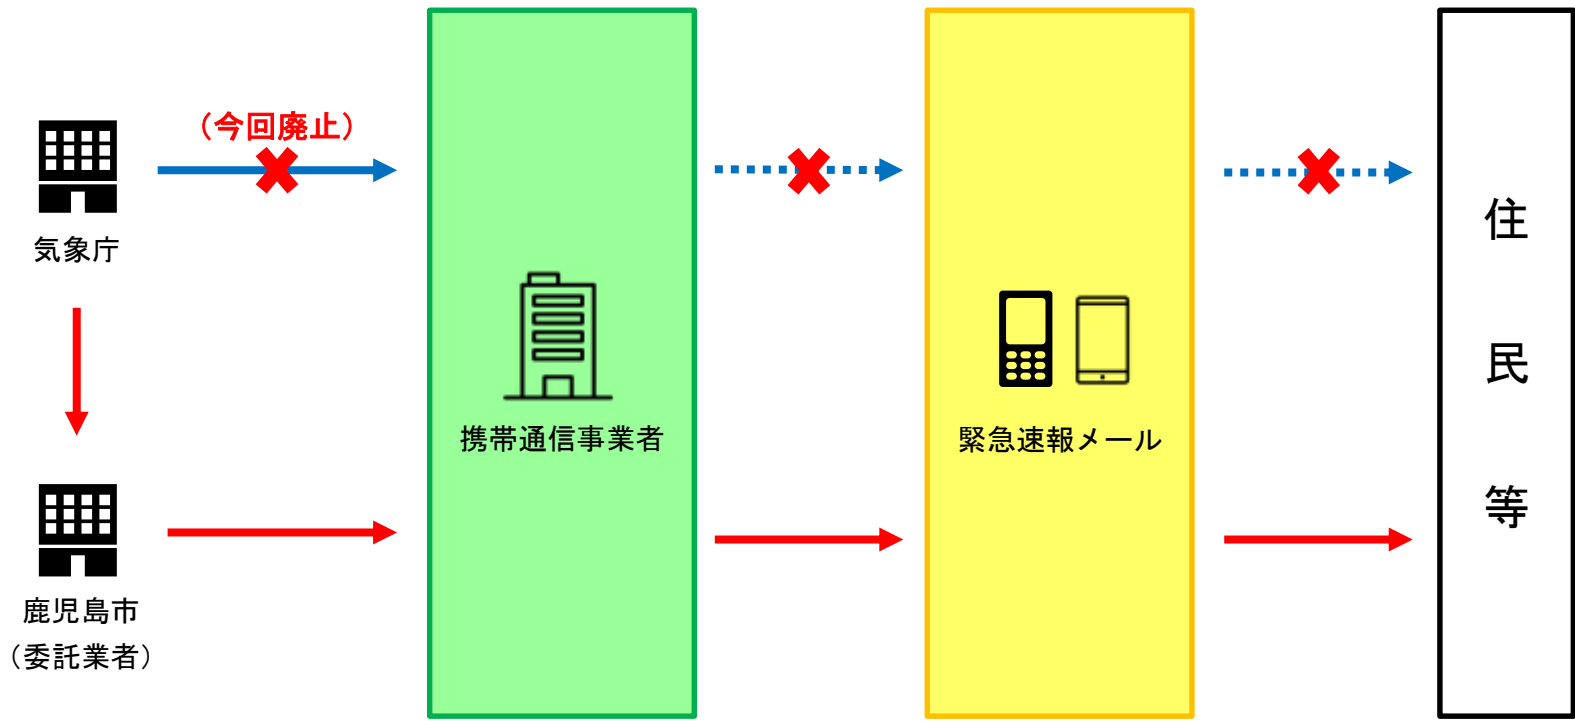 （今回廃止）
気象庁
携帯通信事業者
緊急速報メール
住
民
等
鹿児島市
（委託業者）